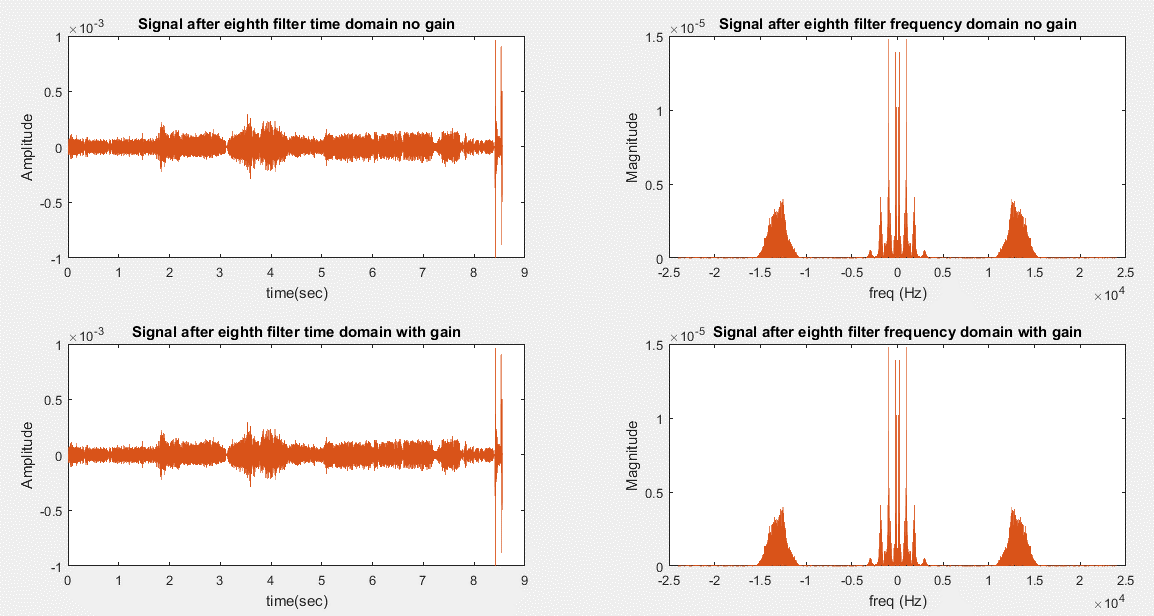 Signal after eighth filter time domain no gain
×10-3
1
0.5
0
-0.5
-1
Amplitude
0 1 2 3 4 5 6 7 8 9
time(sec)
Signal after eighth filter frequency domain no gain
×10-5
1.5
1
0.5
0
Magnitude
-2.5 -2 -1.5 -1 -0.5 0 0.5 1 1.5 2 2.5
×104
freq (Hz)
Signal after eighth filter time domain with gain
×10-3
1
0.5
0
-0.5
-1
Amplitude
0 1 2 3 4 5 6 7 8 9
time(sec)
Signal after eighth filter frequency domain with gain
×10-5
1.5
1
0.5
0
Magnitude
-2.5 -2 -1.5 -1 -0.5 0 0.5 1 1.5 2 2.5
×104
freq (Hz)